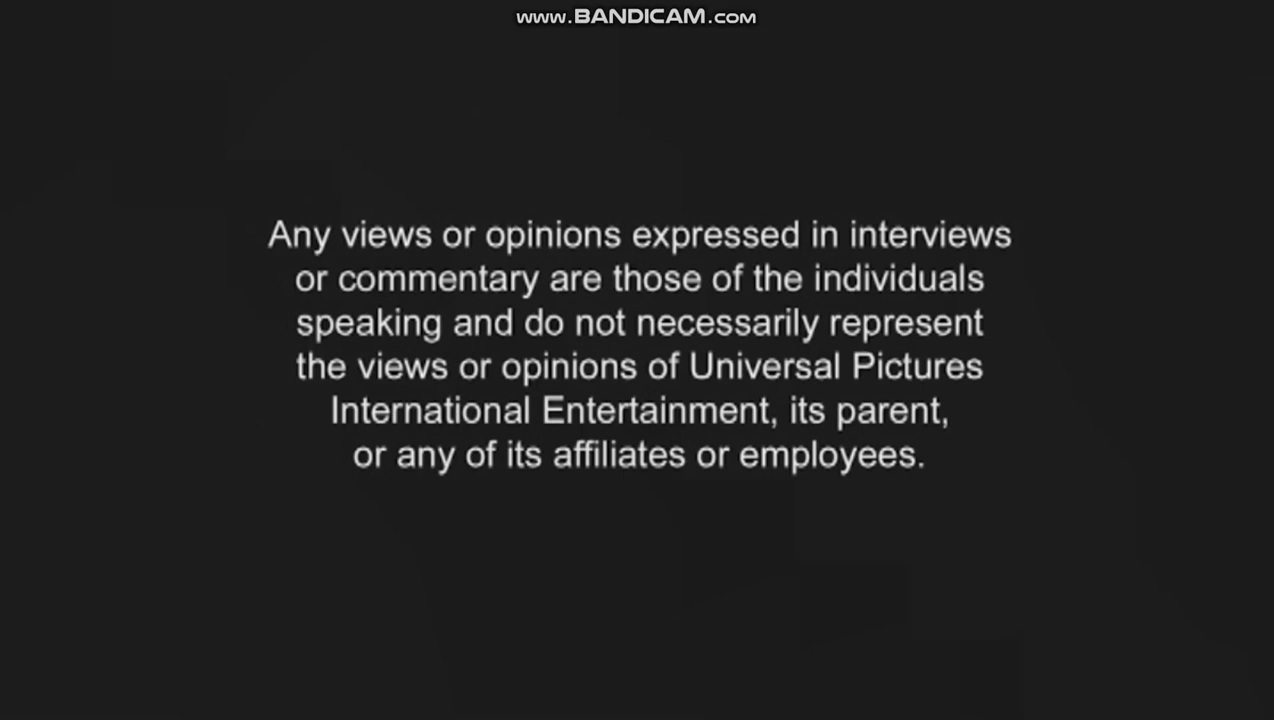 www.BANDICAM.com
Any views or opinions expressed in interviews
or commentary are those of the individuals
speaking and do not necessarily represent
the views or opinions of Universal Pictures
International Entertainment, its parent,
or any of its affiliates or employees.